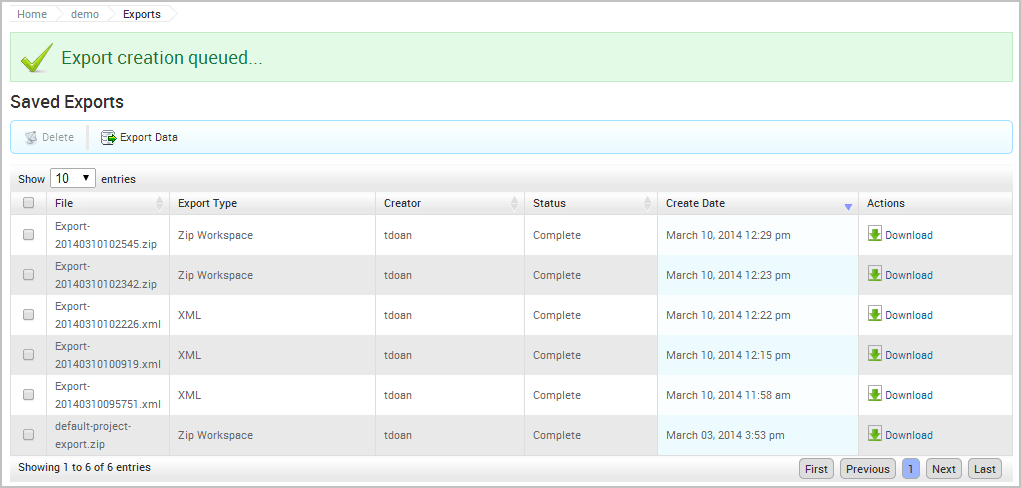 Home demo Exports
Export creation queued...
Saved Exports
Delete Export Data
Show 10 entries
File Export Type Creator Status Create Date Actions
Export-
20140310102545.zip Zip Workspace tdoan Complete March 10, 2014 12:29 pm Download
Export-
20140310102342.zip Zip Workspace tdoan Complete March 10, 2014 12:23 pm Download
Export-
20140310102226.xml XML tdoan Complete March 10, 2014 12:22 pm Download
Export-
20140310100919.xml XML tdoan Complete March 10, 2014 12:15 pm Download
Export-
20140310095751.xml XML tdoan Complete March 10, 2014 11:58 am Download
default-project-
export.zip Zip Workspace tdoan Complete March 03, 2014 3:53 pm Download
Showing 1 to 6 of 6 entries First Previous 1 Next Last